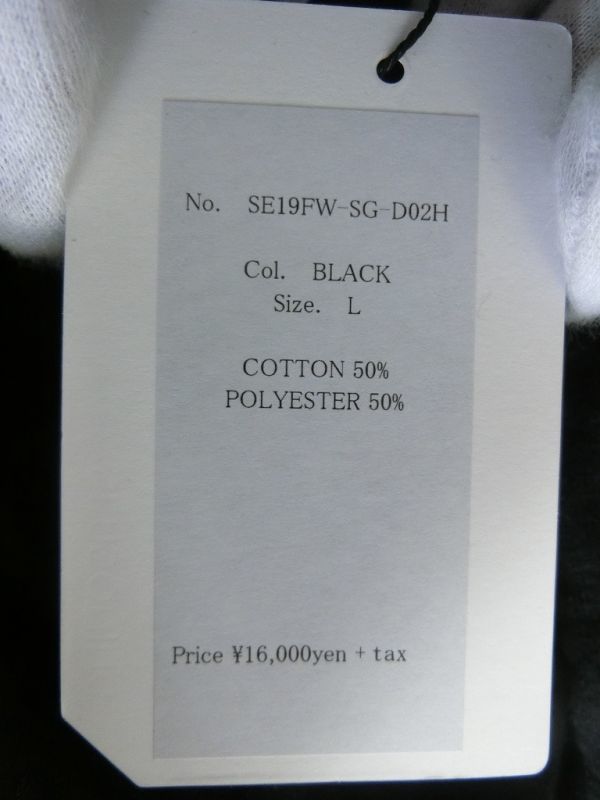 No. SE19FW-SG-D02H
Col. BLACK
Size. L
COTTON 50%
POLYESTER 50%
Price ¥16,000yen + tax